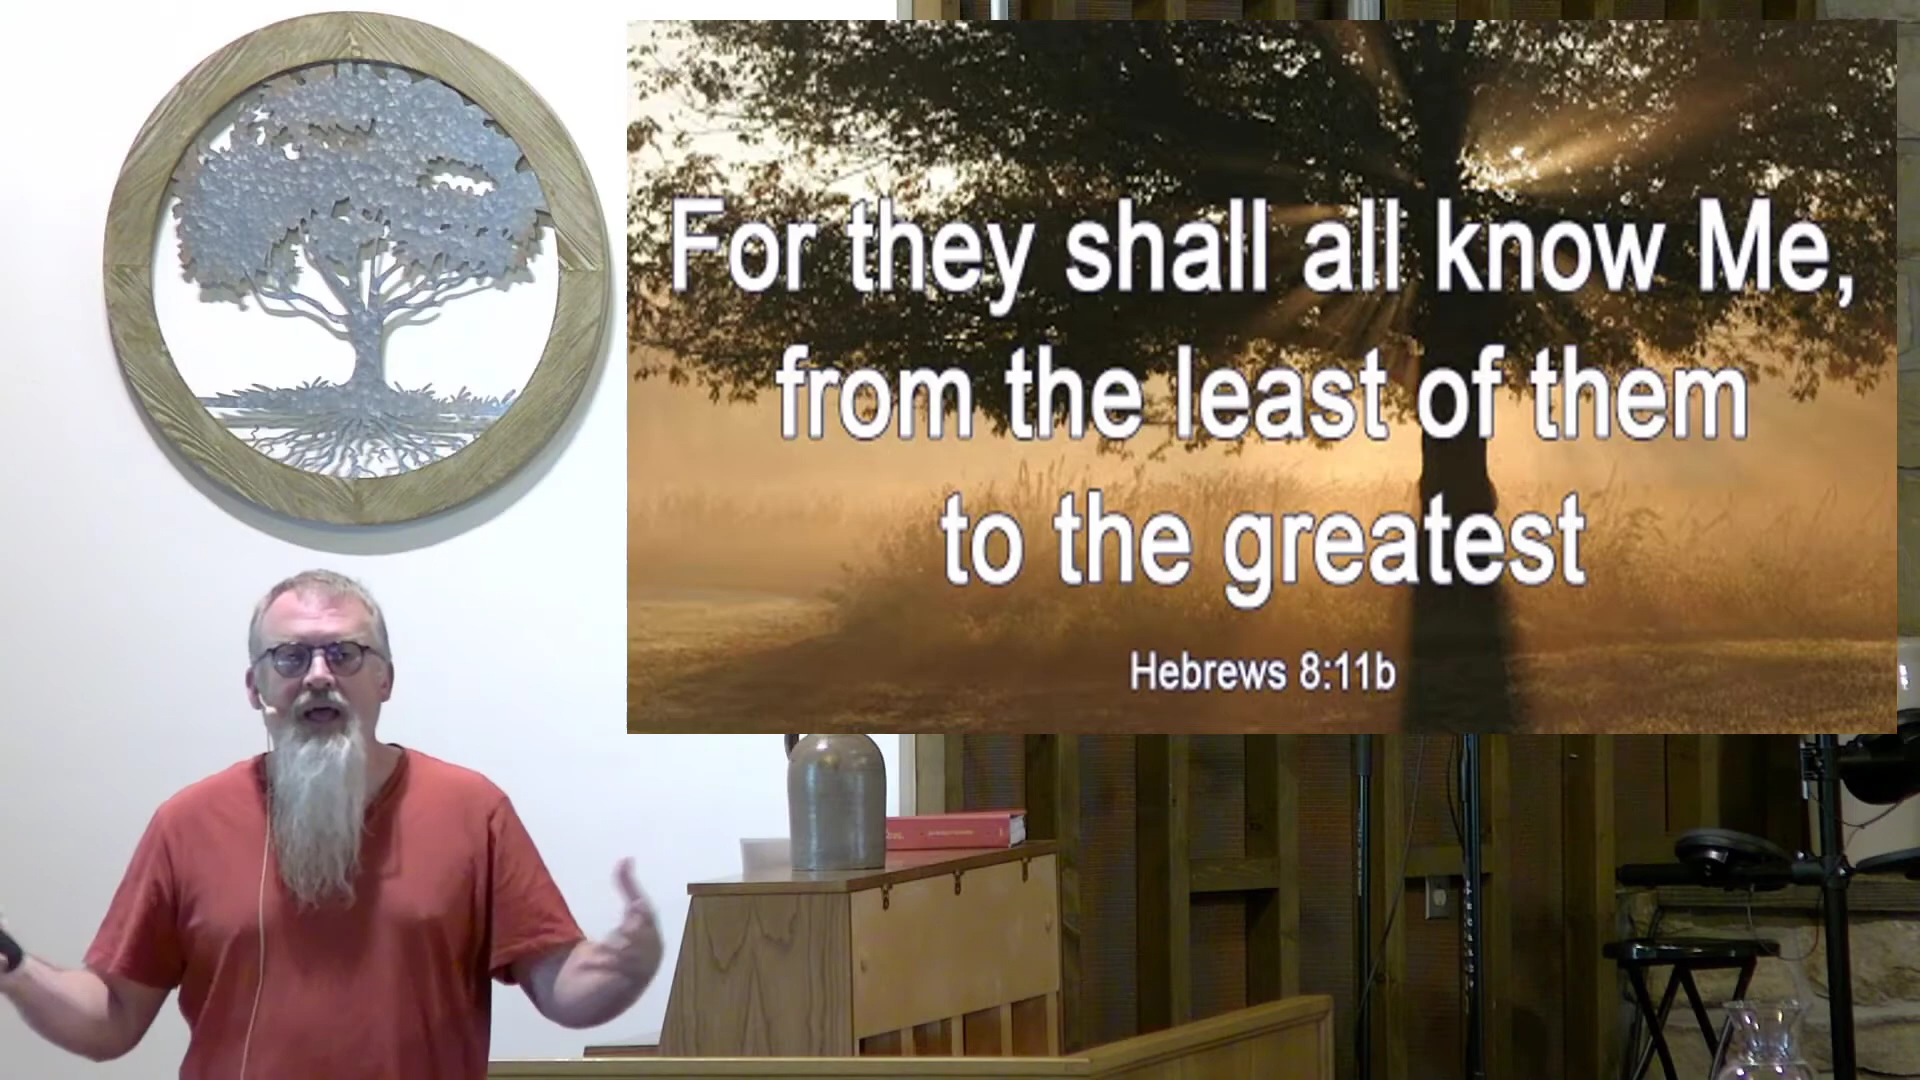 For they shall all know Me,
from the least of them
to the greatest
Hebrews 8:11b